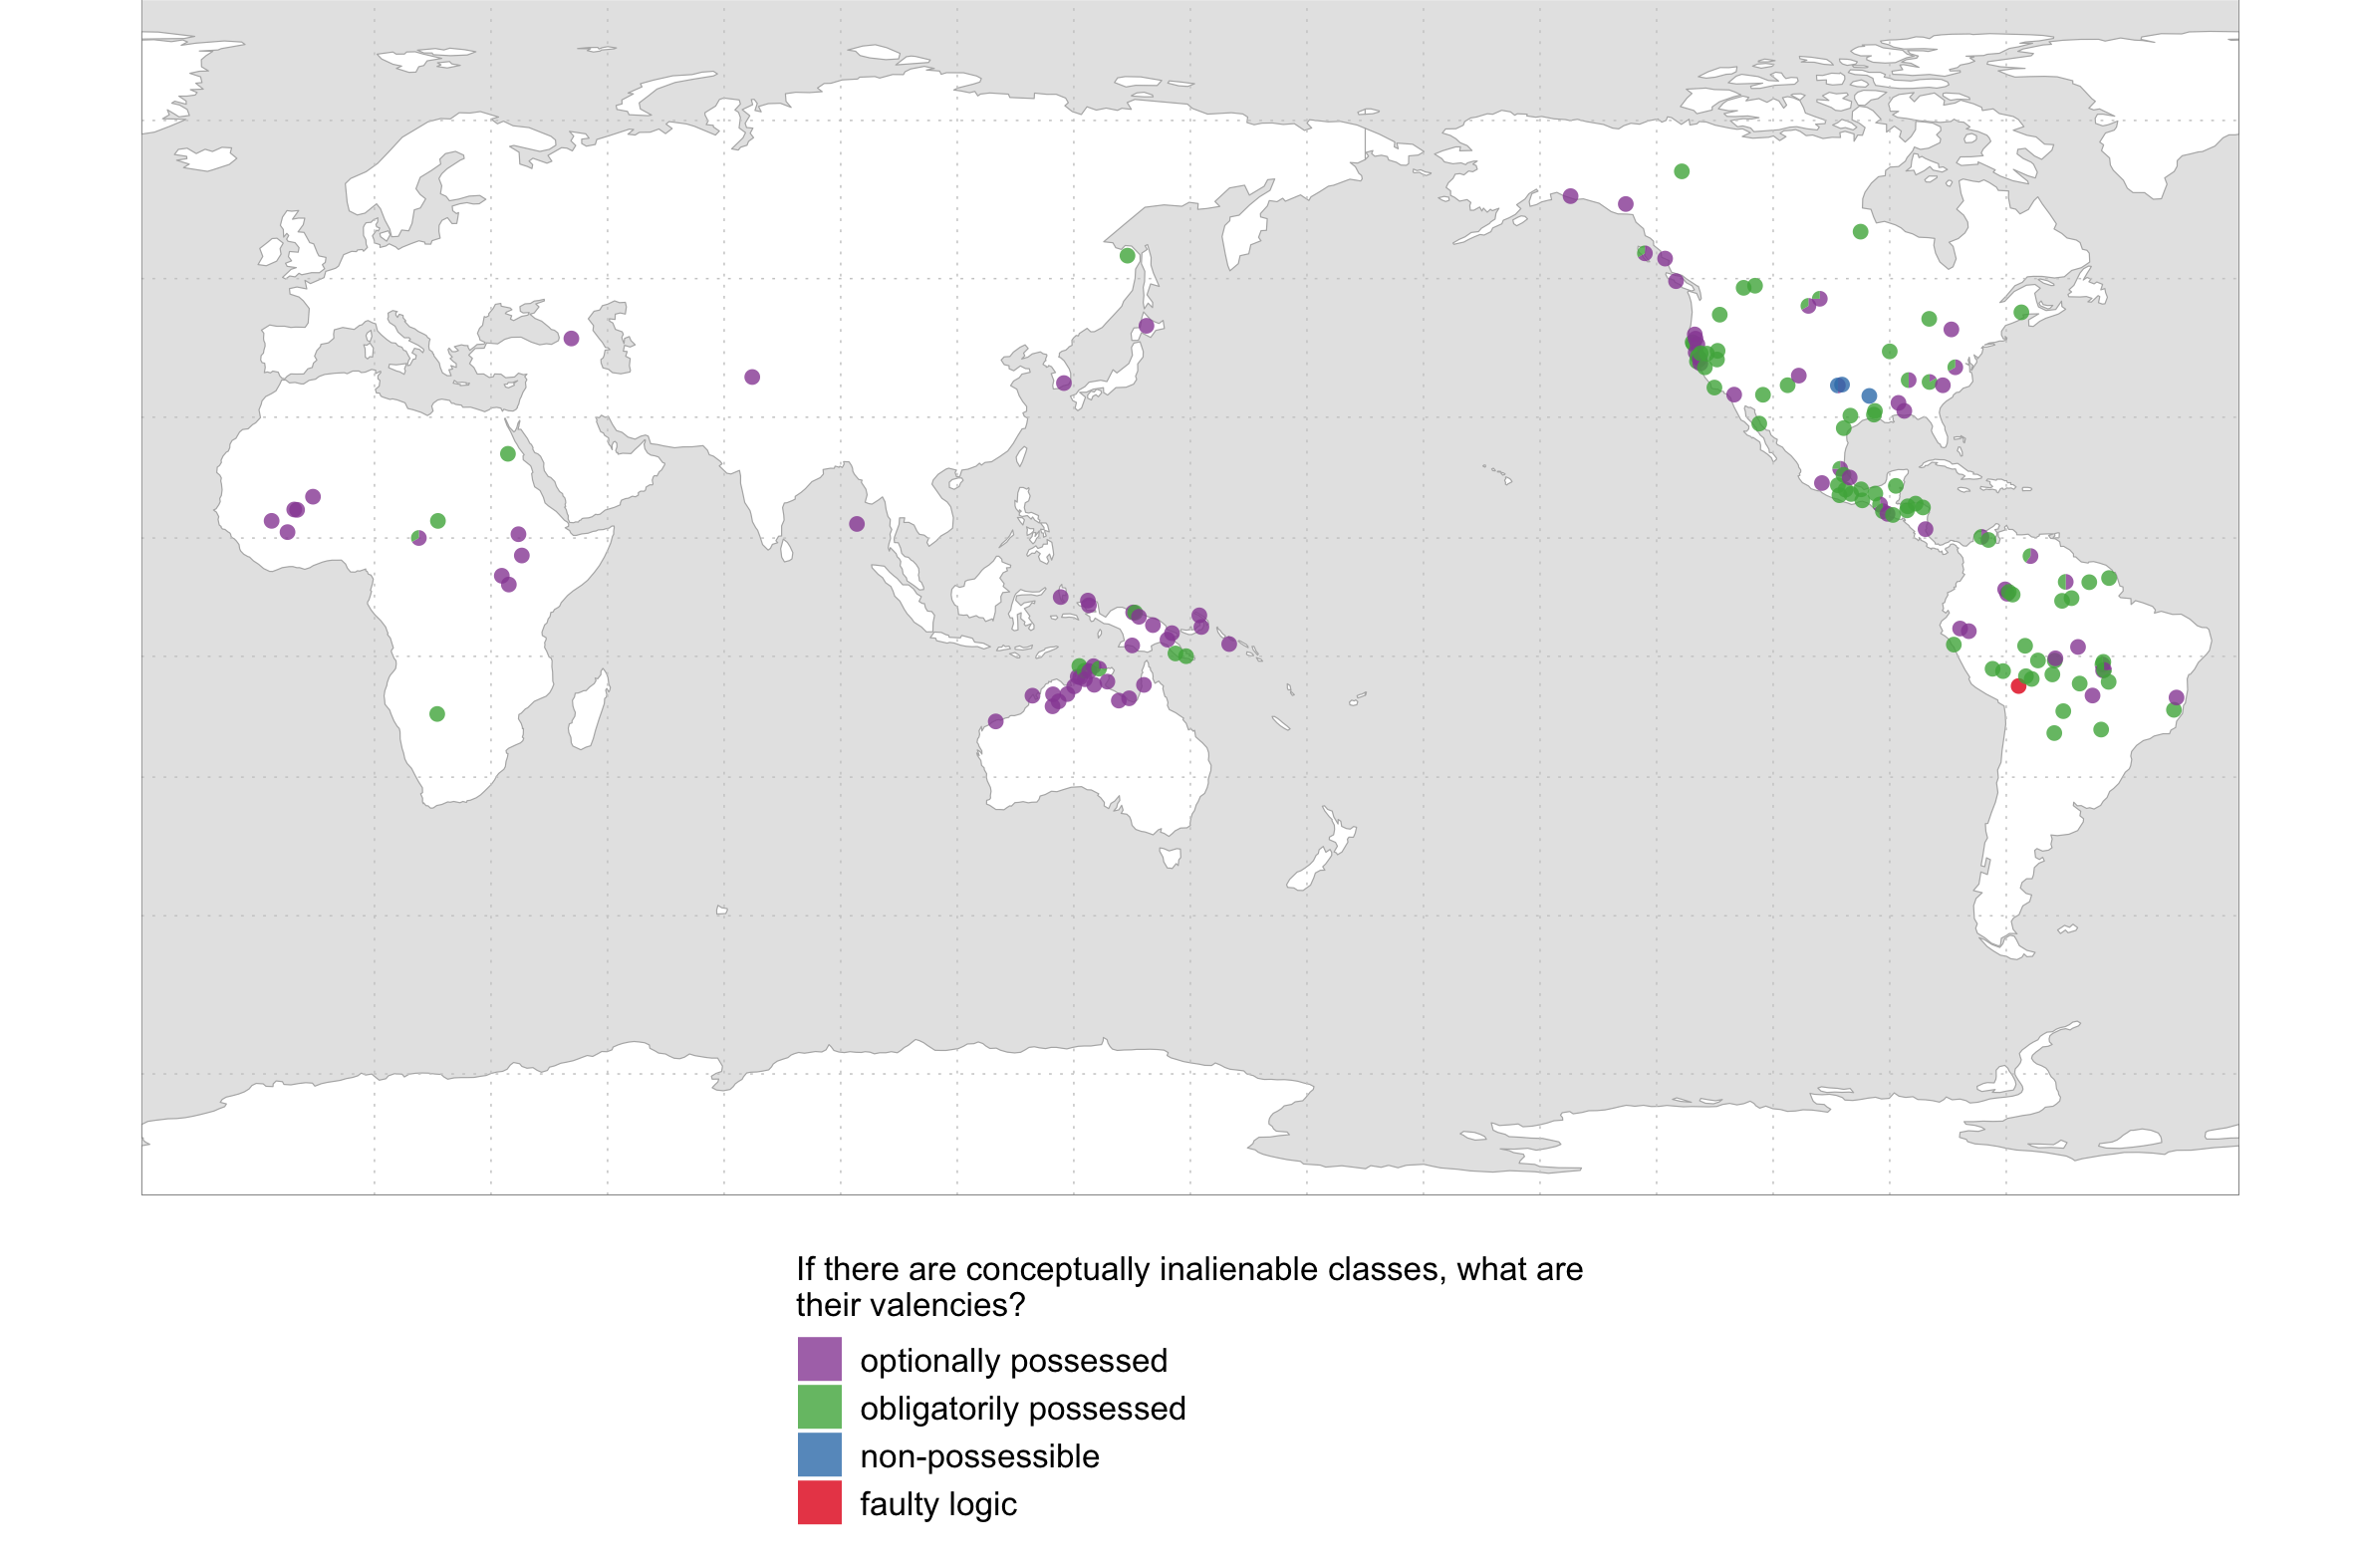 If there are conceptually inalienable classes, what are
their valencies?
optionally possessed
obligatorily possessed
non-possessible
faulty logic